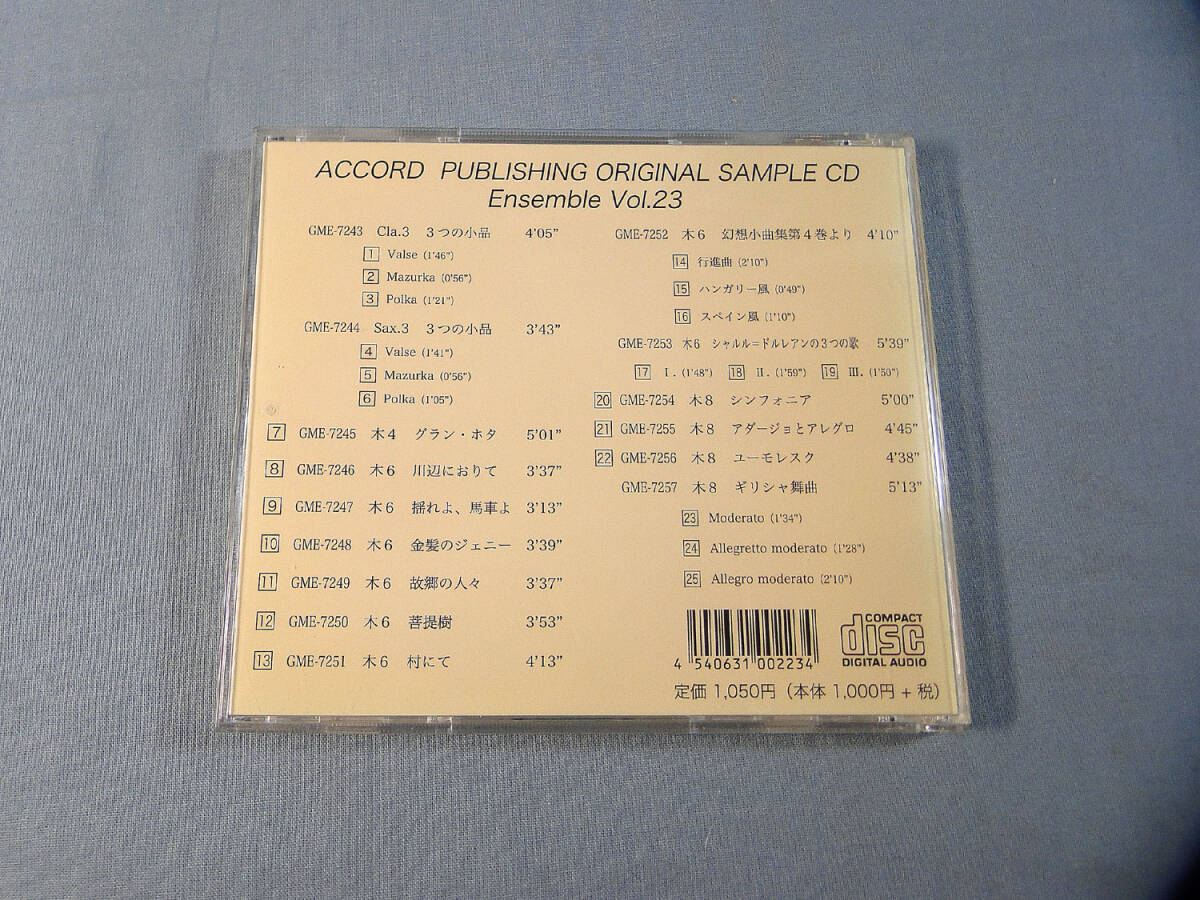 ACCORD PUBLISHING ORIGINAL SAMPLE CD
Ensemble Vol.23
GME-7243 Cla.3 3つの小品 4'05"
1 Valse (1'46")
2 Mazurka (0'56")
3 Polka (1'21")
GME-7244 Sax.3 3つの小品 3'43"
4 Valse (1'41")
5 Mazurka (0'56")
6 Polka (1'05")
7 GME-7245 木4 グラン・ホタ 5'01"
8 GME-7246 木6 川辺におりて 3'37"
9 GME-7247 木6 揺れよ、馬車よ 3'13"
10 GME-7248 木6 金髪のジェニー 3'39"
11 GME-7249 木6 故郷の人々 3'37"
12 GME-7250 木6 菩提樹 3'53"
13 GME-7251 木6 村にて 4'13"
GME-7252 木6 幻想小曲集第4巻より 4'10"
14 行進曲 (2'10")
15 ハンガリー風 (0'49")
16 スペイン風 (1'10")
GME-7253 木6 シャルル=ドルレアンの3つの歌 5'39"
17 I. (1'48") 18 II. (1'59") 19 III. (1'50")
20 GME-7254 木8 シンフォニア 5'00"
21 GME-7255 木8 アダージョとアレグロ 4'45"
22 GME-7256 木8 ユーモレスク 4'38"
GME-7257 木8 ギリシャ舞曲 5'13"
23 Moderato (1'34")
24 Allegretto moderato (1'28")
25 Allegro moderato (2'10")
4 540631 002234
COMPACT
disc
DIGITAL AUDIO
定価 1,050円 (本体 1,000円 + 税)